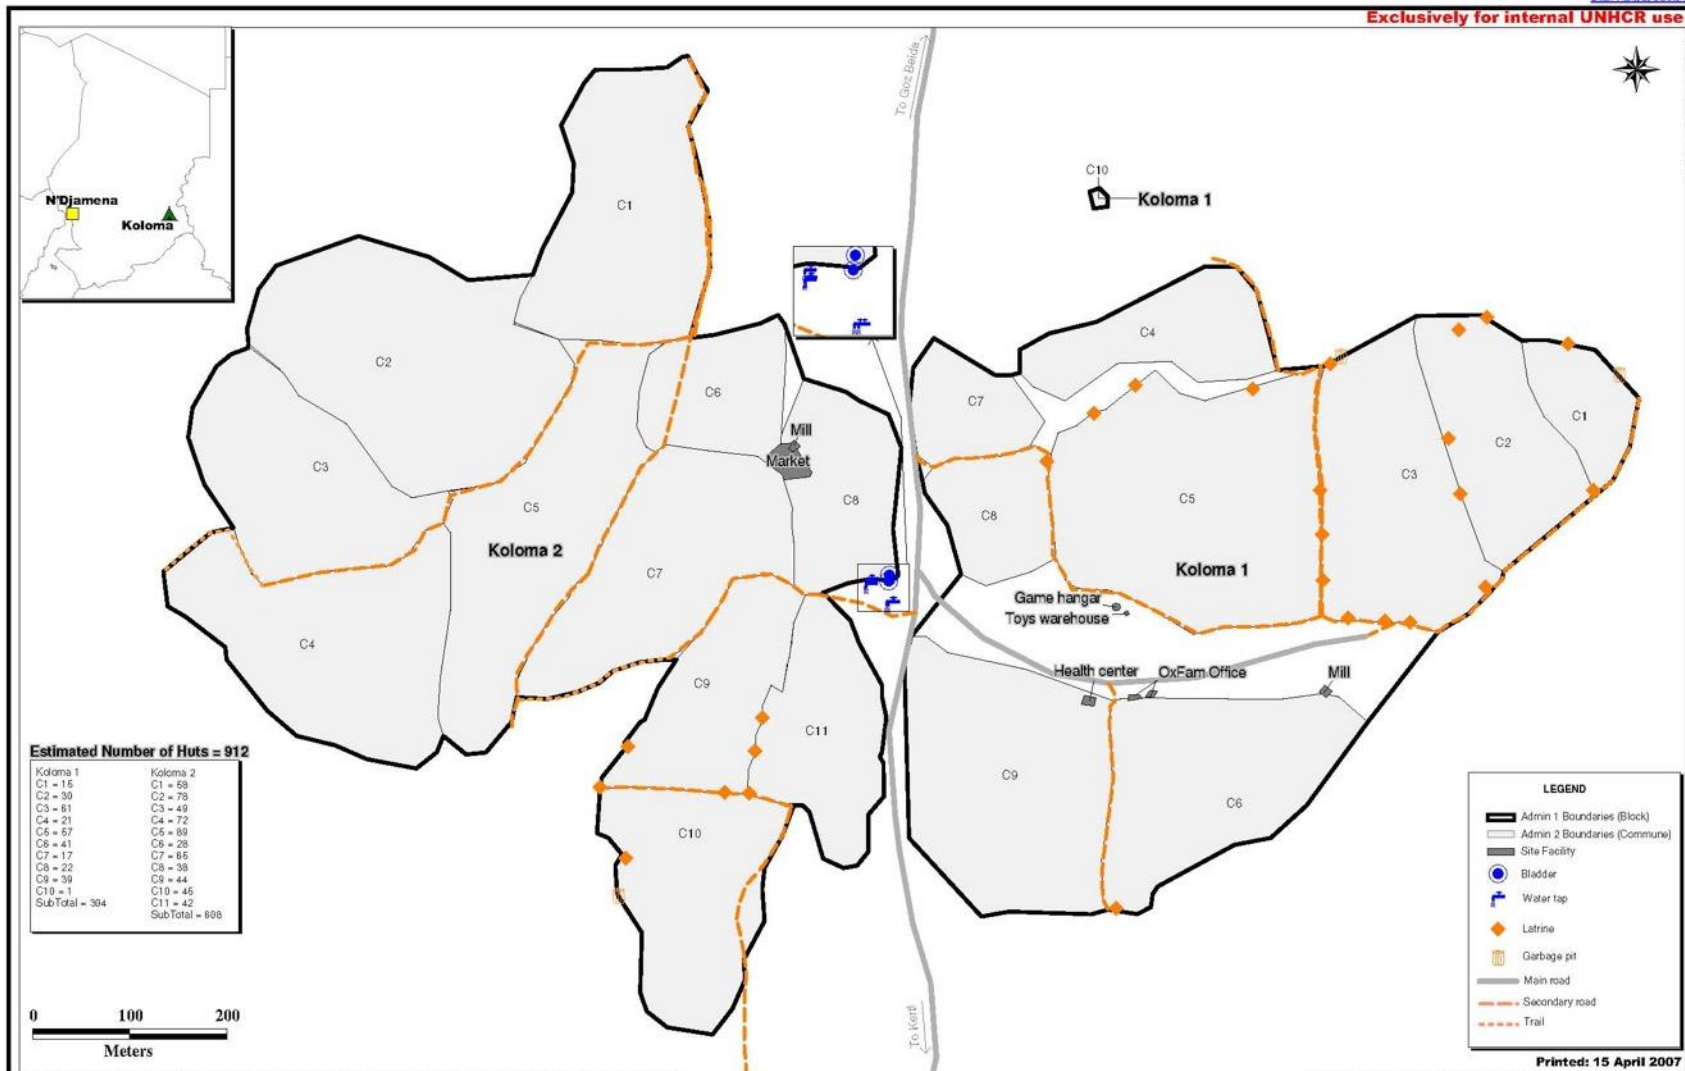 Exclusively for internal UNHCR use
N'Djamena
Koloma
To Goz Beida
C10
Koloma 1
C1
C2
C3
C4
C5
C6
C7
C8
C9
C10
C11
Koloma 2
Mill
Market
C4
C7
C5
C8
C3
C2
C1
Koloma 1
Game hangar
Toys warehouse
Health center
OxFam Office
Mill
C9
C6
To Kerfi
Estimated Number of Huts = 912
Koloma 1 Koloma 2
C1 = 15 C1 = 58
C2 = 30 C2 = 78
C3 = 61 C3 = 49
C4 = 21 C4 = 72
C5 = 57 C5 = 89
C6 = 41 C6 = 28
C7 = 17 C7 = 65
C8 = 22 C8 = 38
C9 = 39 C9 = 44
C10 = 1 C10 = 45
SubTotal = 304 C11 = 42
SubTotal = 608
0 100 200
Meters
LEGEND
Admin 1 Boundaries (Block)
Admin 2 Boundaries (Commune)
Site Facility
Bladder
Water tap
Latrine
Garbage pit
Main road
Secondary road
Trail
Printed: 15 April 2007